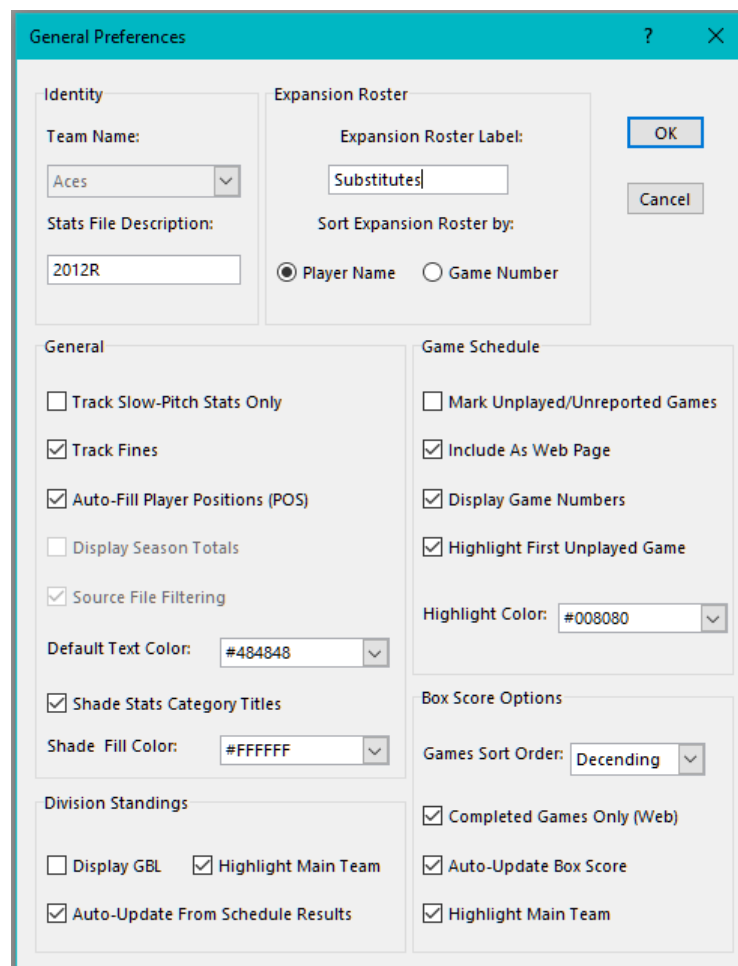 General Preferences
?
Identity
Team Name:
Aces
Stats File Description:
2012R
Expansion Roster
Expansion Roster Label:
Substitutes
Sort Expansion Roster by:
Player Name
Game Number
OK
Cancel
General
Track Slow-Pitch Stats Only
Track Fines
Auto-Fill Player Positions (POS)
Display Season Totals
Source File Filtering
Default Text Color: #484848
Shade Stats Category Titles
Shade Fill Color: #FFFFFF
Game Schedule
Mark Unplayed/Unreported Games
Include As Web Page
Display Game Numbers
Highlight First Unplayed Game
Highlight Color: #008080
Division Standings
Display GBL
Highlight Main Team
Auto-Update From Schedule Results
Box Score Options
Games Sort Order: Decending
Completed Games Only (Web)
Auto-Update Box Score
Highlight Main Team